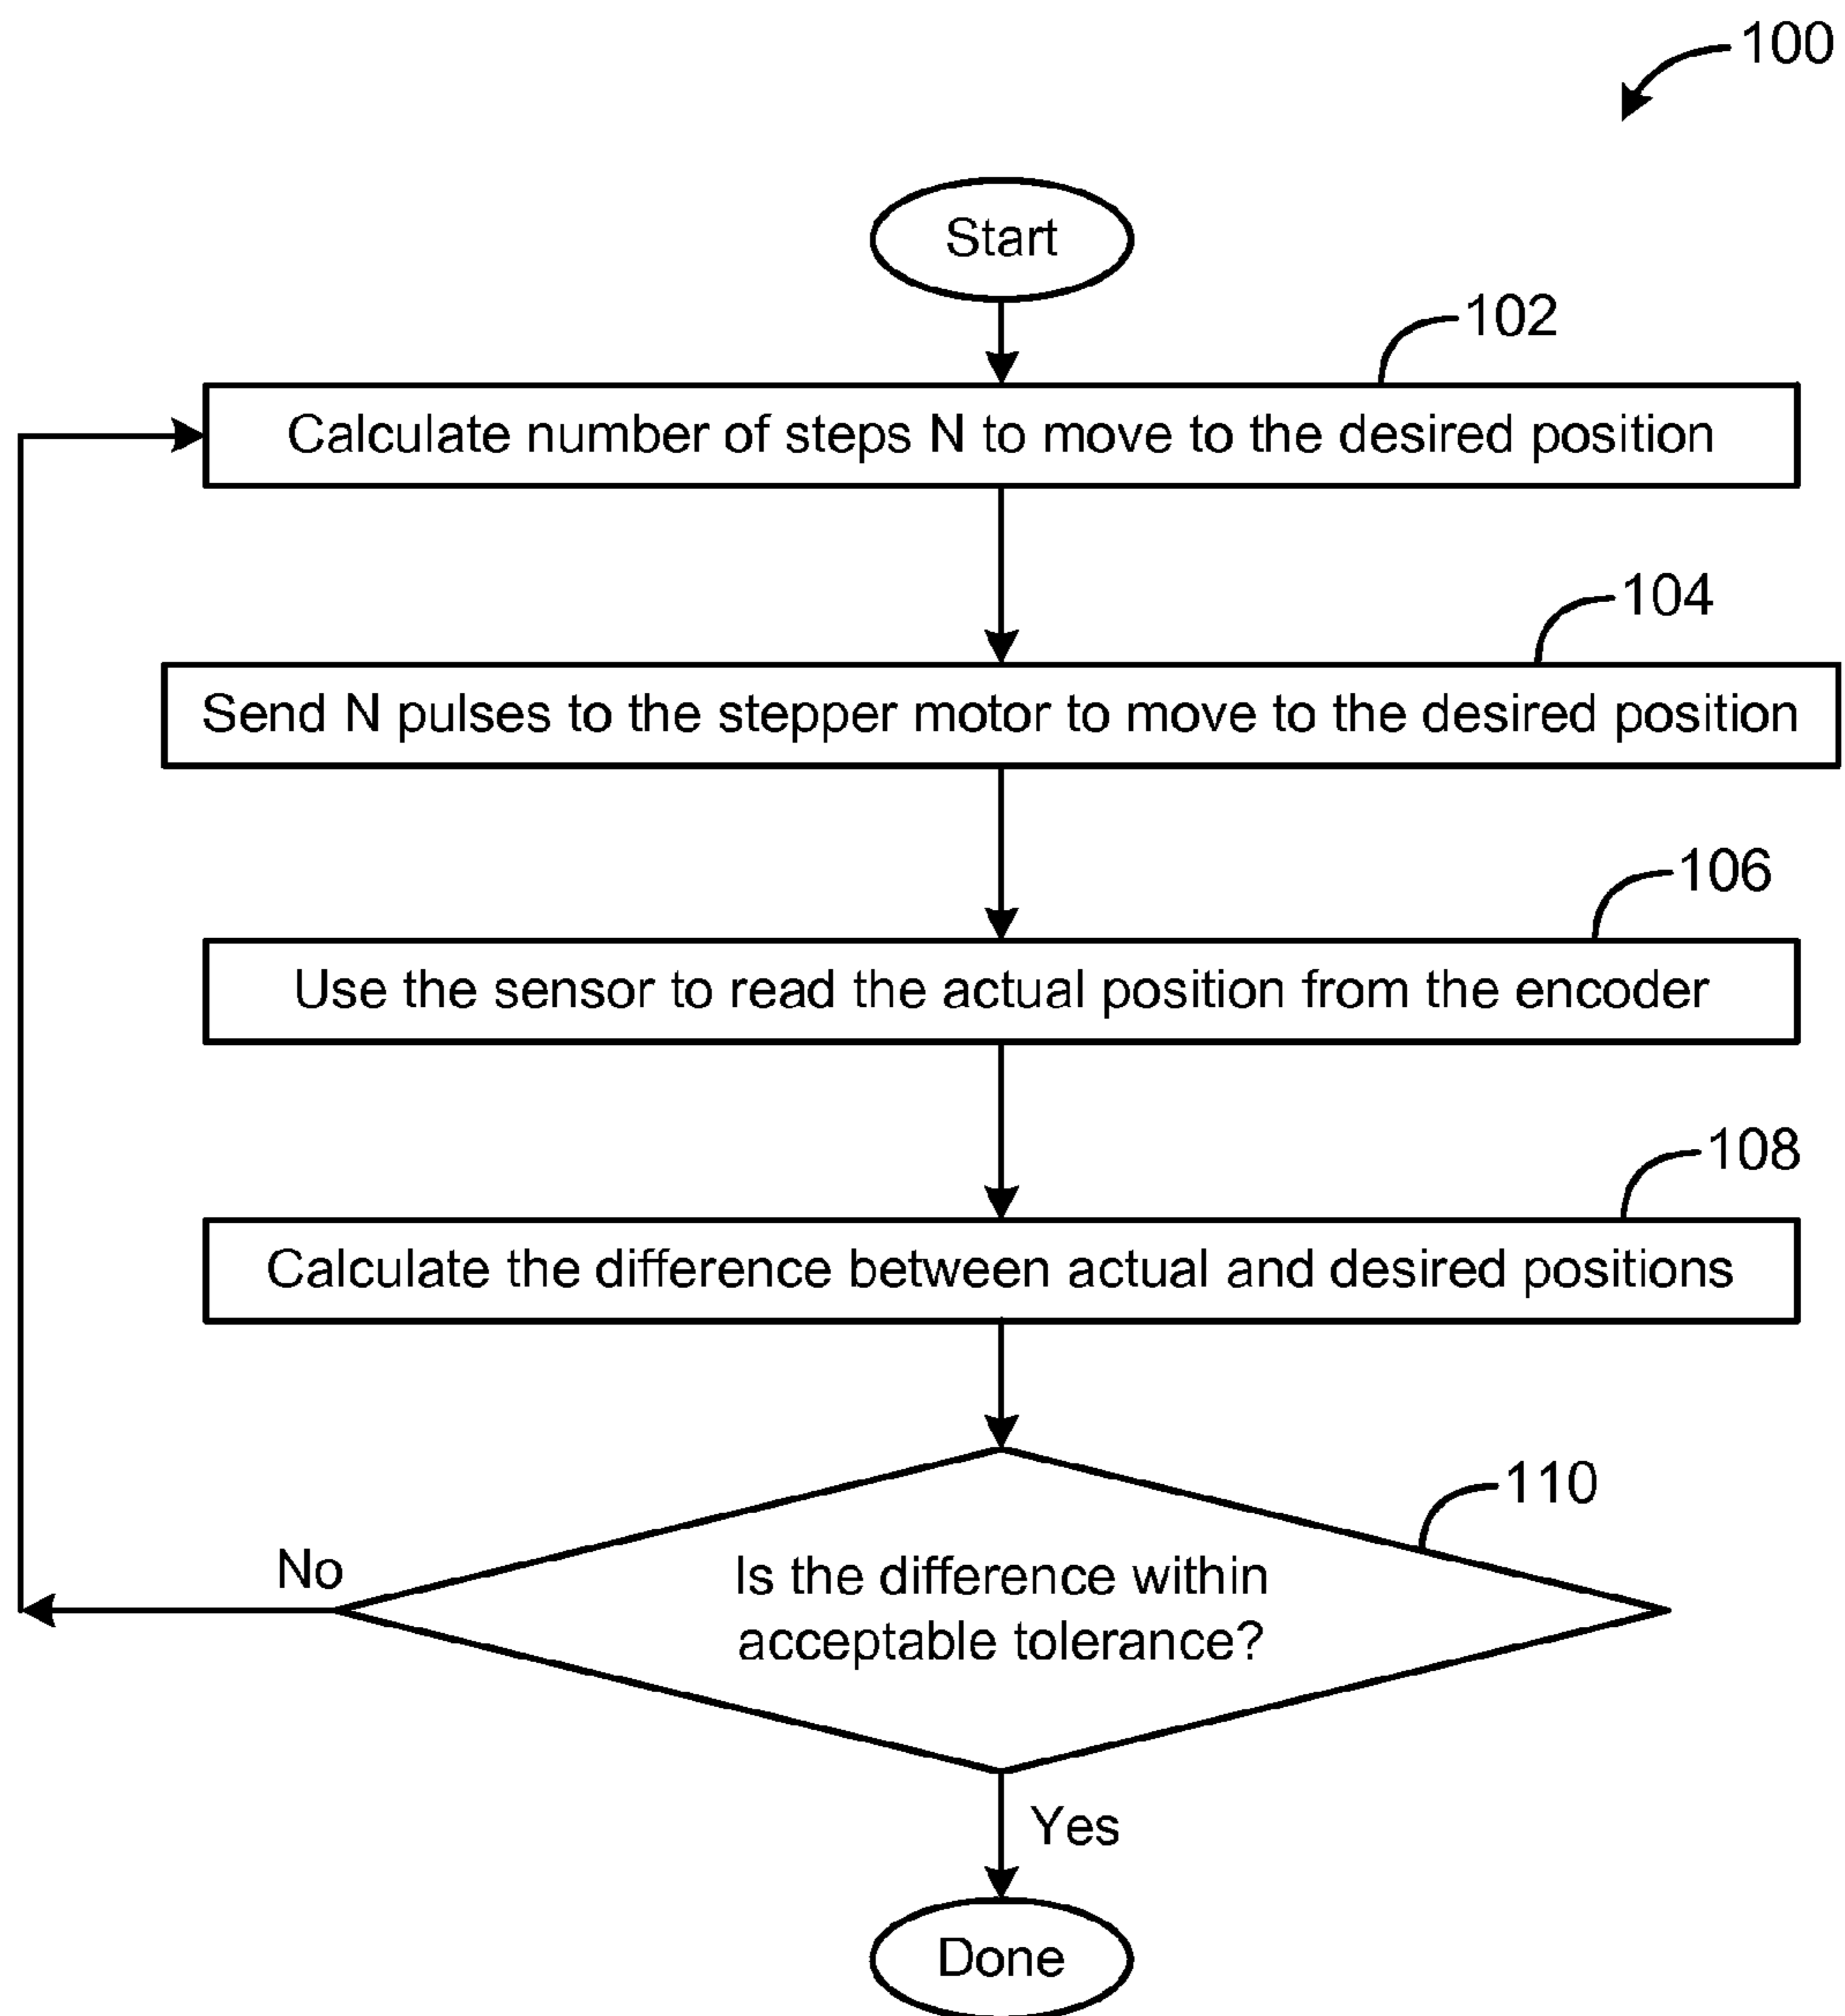 100
Start
102
Calculate number of steps N to move to the desired position
104
Send N pulses to the stepper motor to move to the desired position
106
Use the sensor to read the actual position from the encoder
108
Calculate the difference between actual and desired positions
110
Is the difference within
acceptable tolerance?
No
Yes
Done